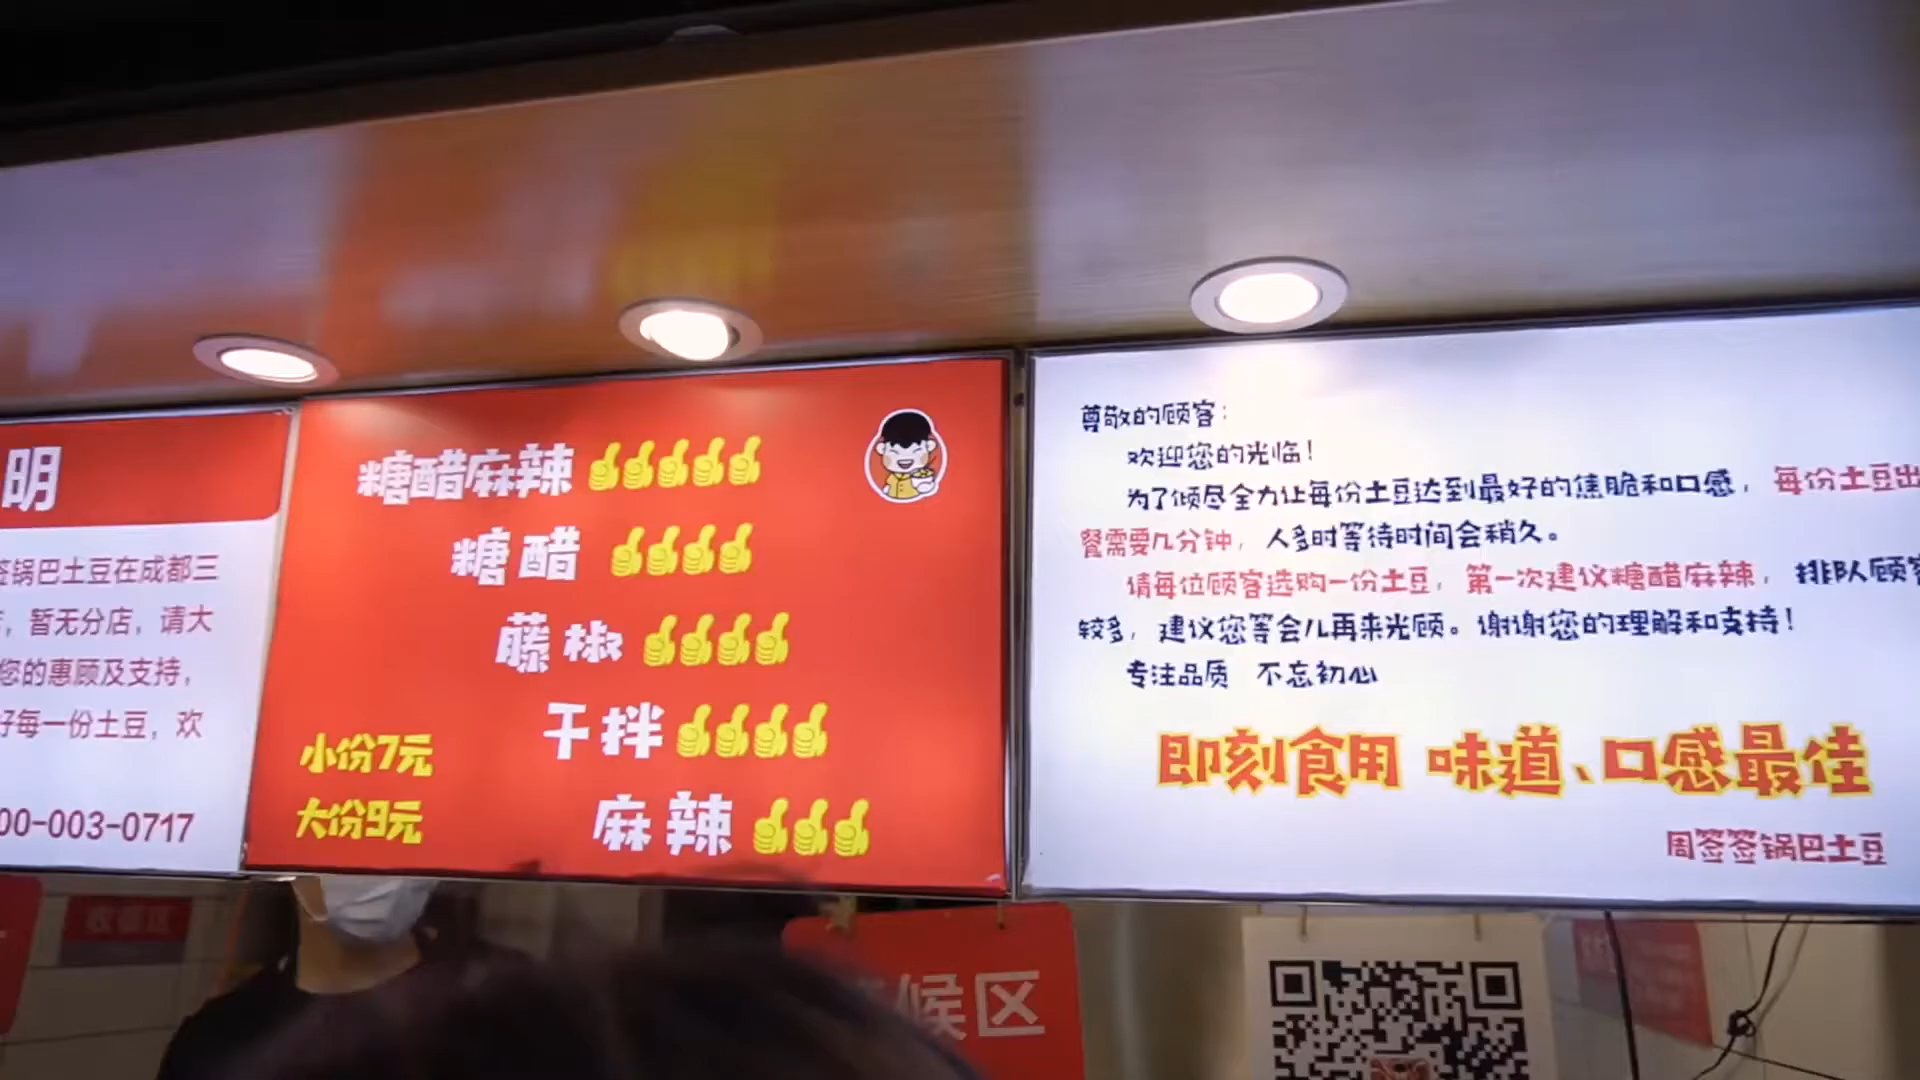 明
签锅巴土豆在成都三
，暂无分店，请大
您的惠顾及支持，
好每一份土豆，欢
00-003-0717
糖醋麻辣
糖醋
藤椒
干拌
麻辣
小份7元
大份9元
尊敬的顾客：
欢迎您的光临！
为了倾尽全力让每份土豆达到最好的焦脆和口感，每份土豆出
餐需要几分钟，人多时等待时间会稍久。
请每位顾客选购一份土豆，第一次建议糖醋麻辣，排队顾客
较多，建议您等会儿再来光顾。谢谢您的理解和支持！
专注品质 不忘初心
即刻食用 味道、口感最佳
周签签锅巴土豆
收餐区
候区